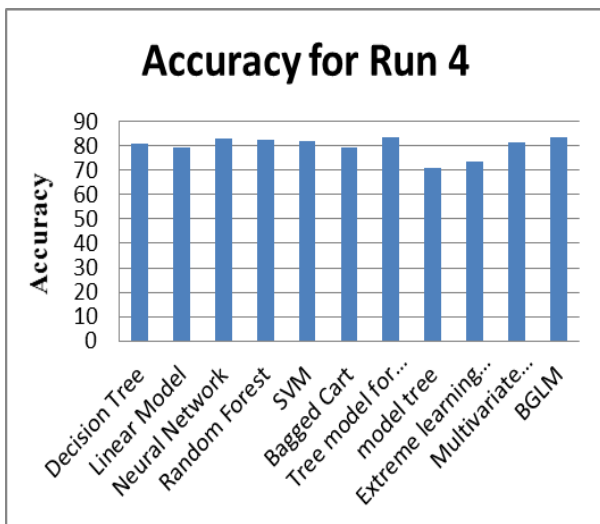 Accuracy for Run 4
Accuracy
90
80
70
60
50
40
30
20
10
0
Decision Tree
Linear Model
Neural Network
Random Forest
SVM
Bagged Cart
Tree model for...
model tree
Extreme learning...
Multivariate...
BGLM